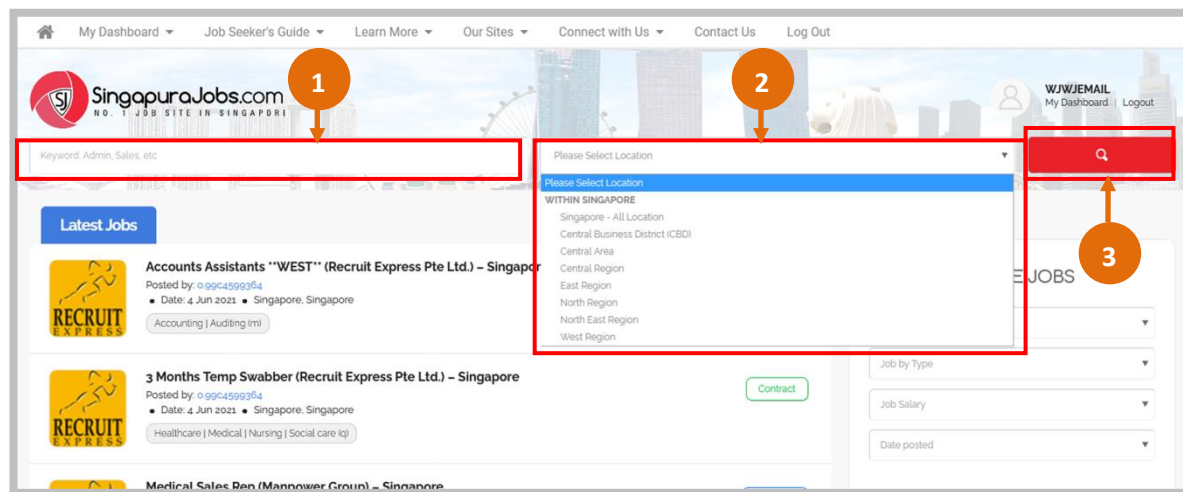 My Dashboard Job Seeker's Guide Learn More Our Sites Connect with Us Contact Us Log Out
1
2
SJ
SingapuraJobs.com
NO. 1 JOB SITE IN SINGAPORE
WJWJEMAIL
My Dashboard | Logout
Keyword: Admin, Sales, etc
Please Select Location
Please Select Location
WITHIN SINGAPORE
Singapore - All Location
Central Business District (CBD)
Central Area
Central Region
East Region
North Region
North East Region
West Region
3
Latest Jobs
RECRUIT
EXPRESS
Accounts Assistants **WEST** (Recruit Express Pte Ltd.) – Singapor
Posted by: 0.99c4599364
• Date: 4 Jun 2021 • Singapore, Singapore
Accounting | Auditing (m)
E JOBS
Job by Type
Job Salary
Date posted
RECRUIT
EXPRESS
3 Months Temp Swabber (Recruit Express Pte Ltd.) – Singapore
Posted by: 0.99c4599364
• Date: 4 Jun 2021 • Singapore, Singapore
Healthcare | Medical | Nursing | Social care (q)
Contract
Medical Sales Rep (Manpower Group) – Singapore